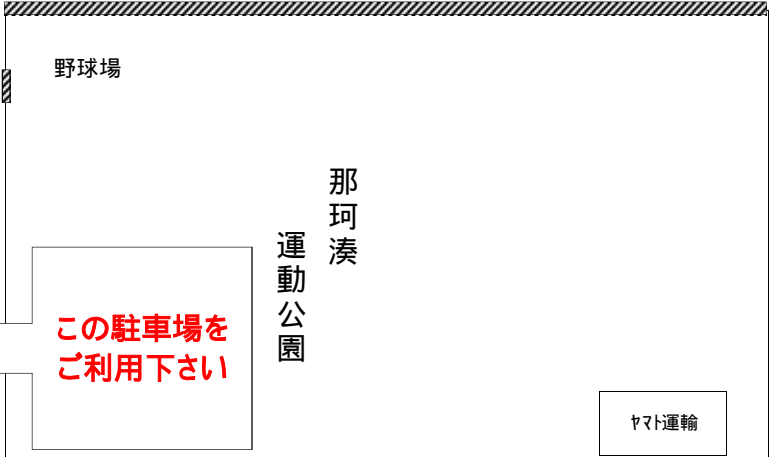 野球場
那珂湊
運動公園
この駐車場を
ご利用下さい
ﾔﾏﾄ運輸